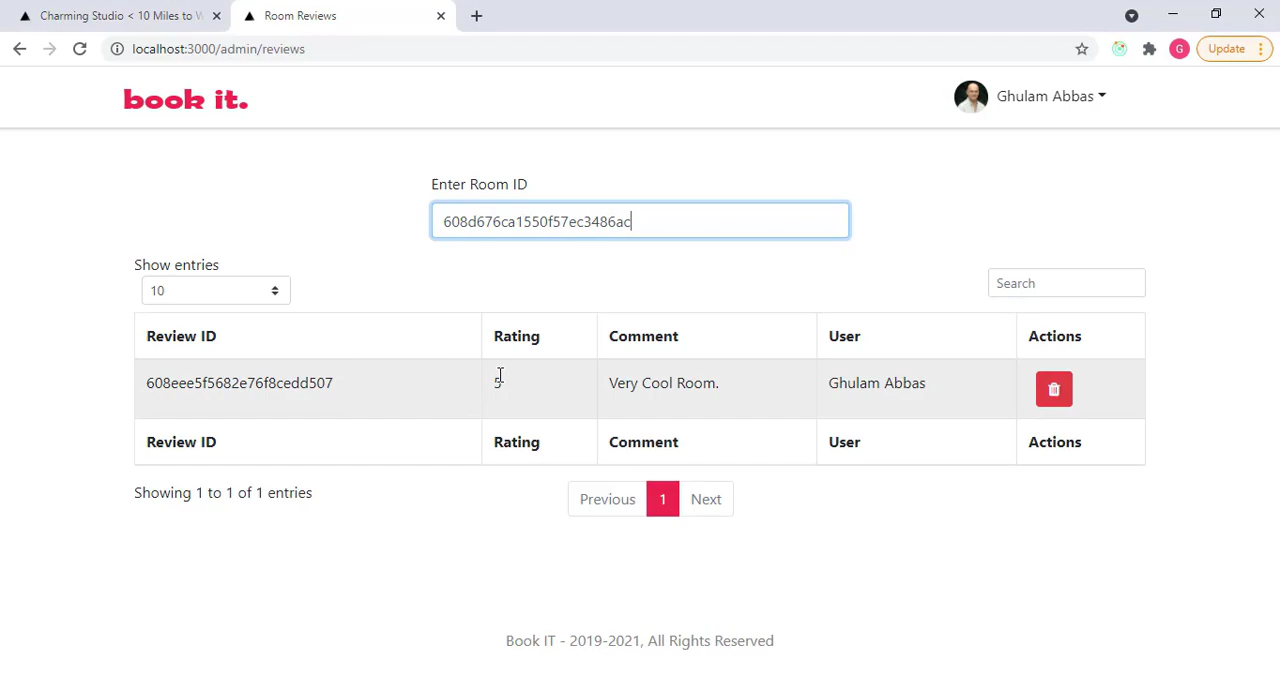 Charming Studio < 10 Miles to W
Room Reviews
localhost:3000/admin/reviews
G
Update
book it.
Ghulam Abbas
Enter Room ID
608d676ca1550f57ec3486ac
Show entries
10
Search
Review ID Rating Comment User Actions
608eee5f5682e76f8cedd507 5 Very Cool Room. Ghulam Abbas
Review ID Rating Comment User Actions
Showing 1 to 1 of 1 entries
Previous 1 Next
Book IT - 2019-2021, All Rights Reserved